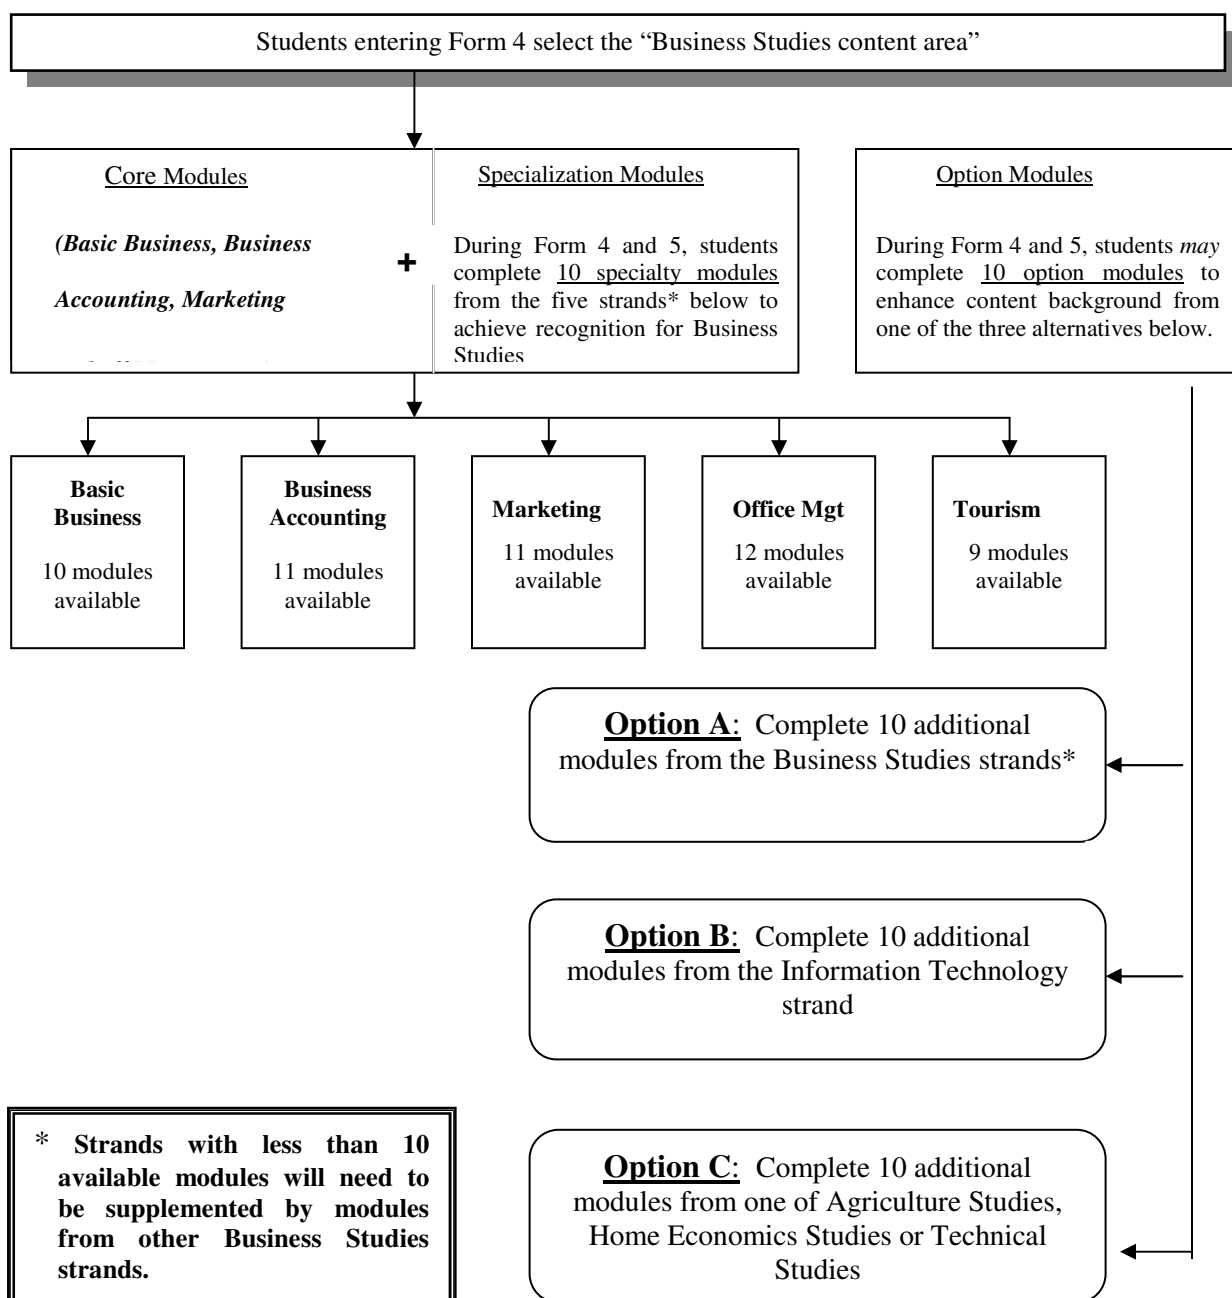 Students entering Form 4 select the “Business Studies content area”
Core Modules
(Basic Business, Business
Accounting, Marketing
+
Specialization Modules
During Form 4 and 5, students
complete 10 specialty modules
from the five strands* below to
achieve recognition for Business
Studies
Option Modules
During Form 4 and 5, students may
complete 10 option modules to
enhance content background from
one of the three alternatives below.
Basic
Business
10 modules
available
Business
Accounting
11 modules
available
Marketing
11 modules
available
Office Mgt
12 modules
available
Tourism
9 modules
available
Option A: Complete 10 additional
modules from the Business Studies strands*
Option B: Complete 10 additional
modules from the Information Technology
strand
Option C: Complete 10 additional
modules from one of Agriculture Studies,
Home Economics Studies or Technical
Studies
* Strands with less than 10
available modules will need to
be supplemented by modules
from other Business Studies
strands.